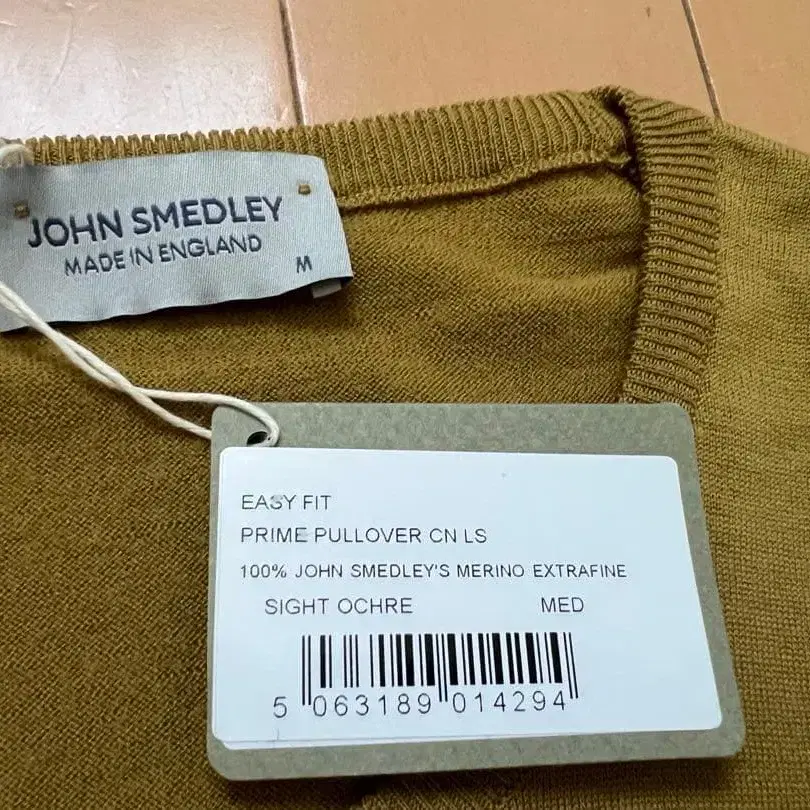 JOHN SMEDLEY
MADE IN ENGLAND
M
EASY FIT
PRIME PULLOVER CN LS
100% JOHN SMEDLEY'S MERINO EXTRAFINE
SIGHT OCHRE MED
5 063189 014294